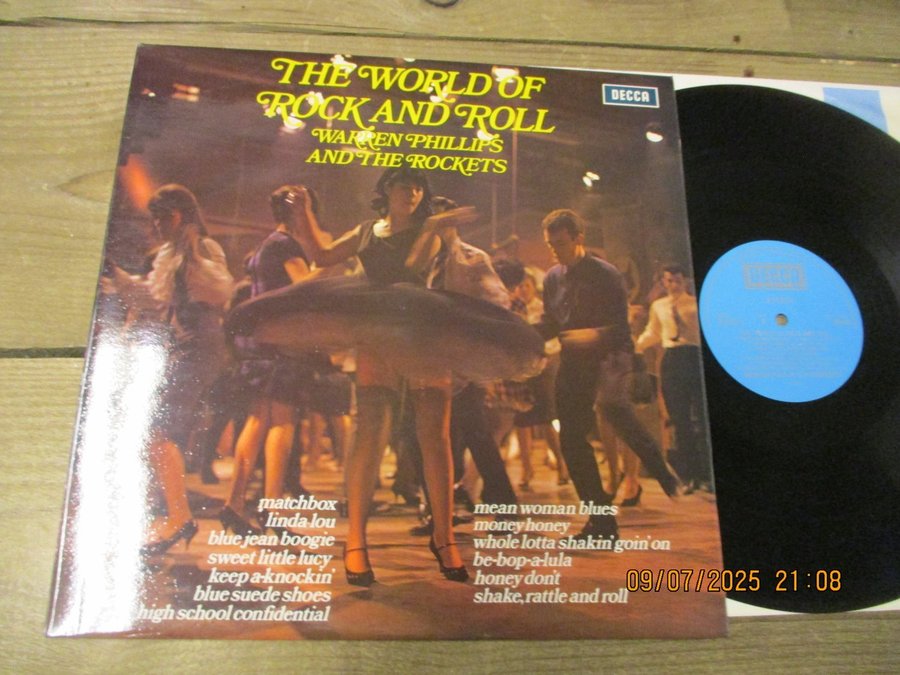 THE WORLD OF
ROCK AND ROLL
WARREN PHILLIPS
AND THE ROCKETS
DECCA
matchbox
linda-lou
blue jean boogie
sweet little lucy
keep a-knockin'
blue suede shoes
high school confidential
mean woman blues
money honey
whole lotta shakin' goin' on
be-bop-a-lula
honey don't
shake, rattle and roll
DECCA
09/07/2025 21:08